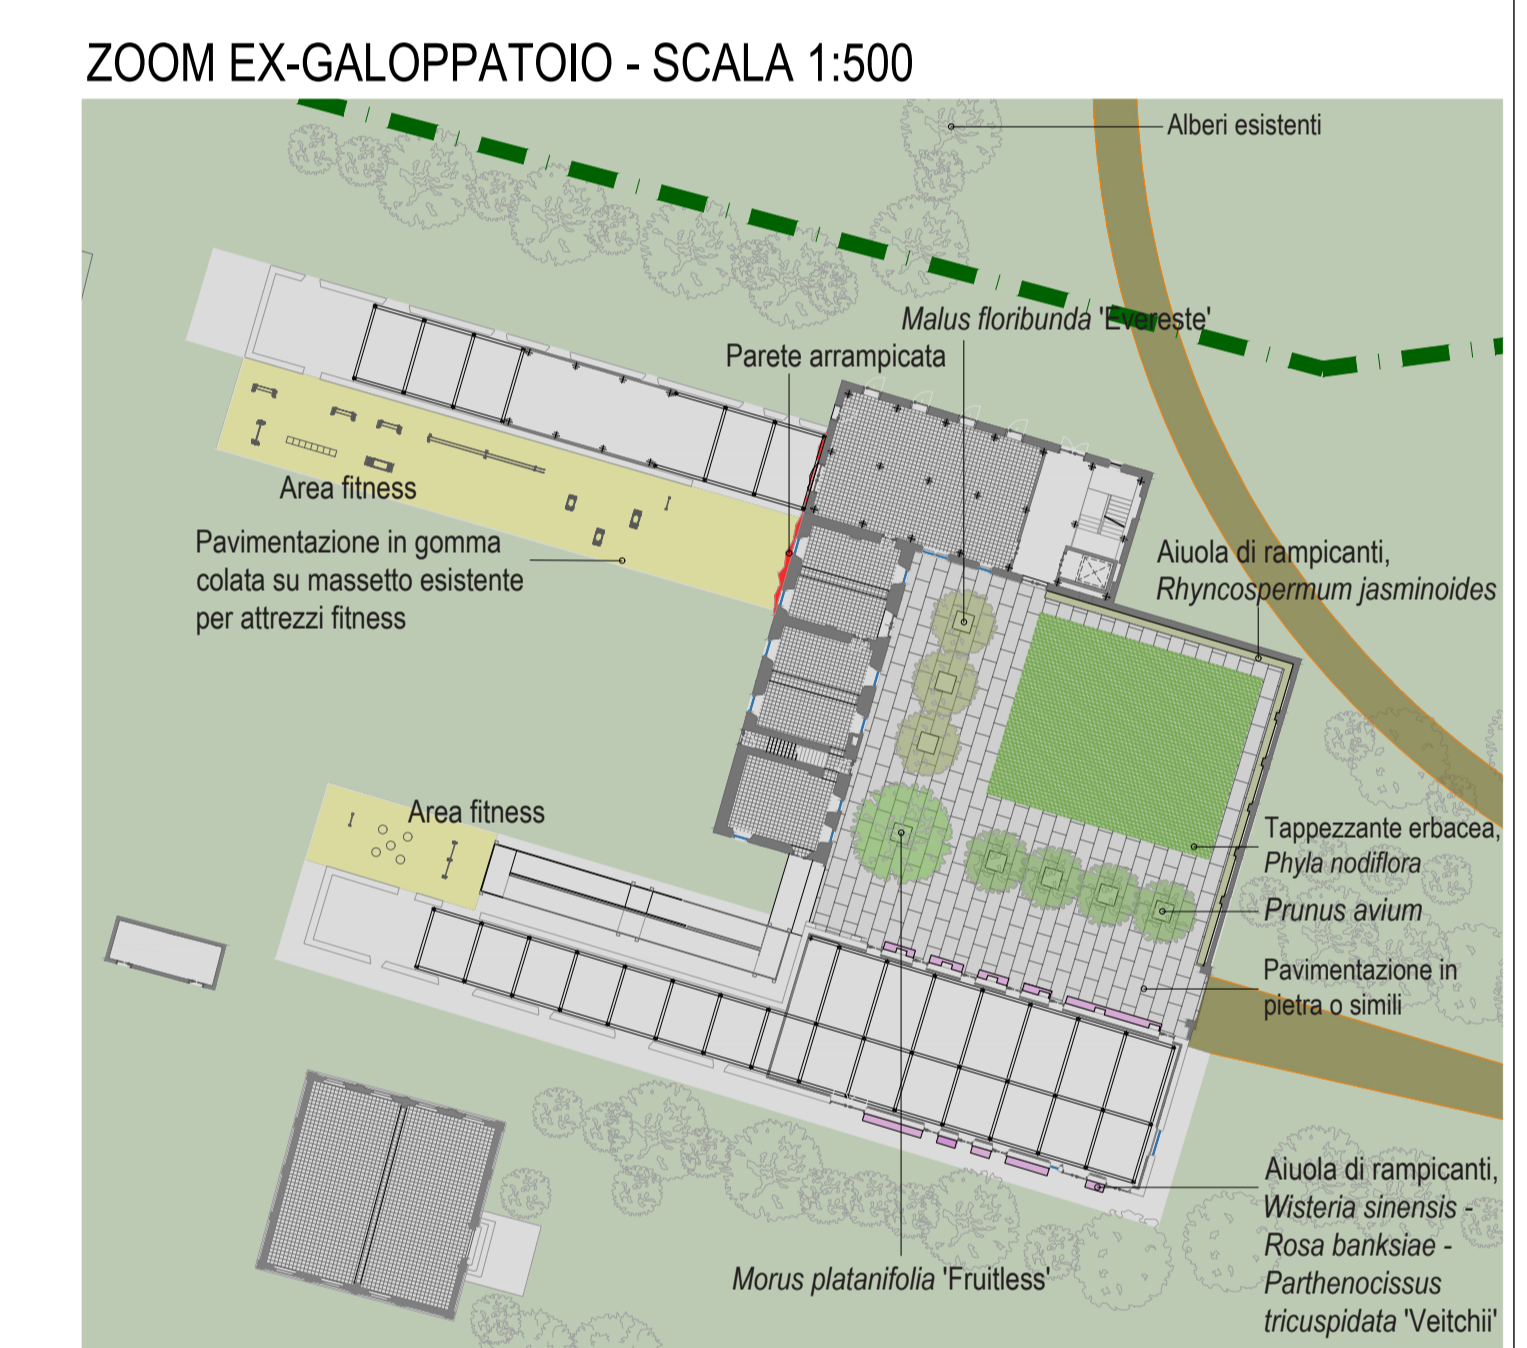 ZOOM EX-GALOPPATOIO - SCALA 1:500
Alberi esistenti
Malus floribunda 'Evereste'
Parete arrampicata
Area fitness
Pavimentazione in gomma
colata su massetto esistente
per attrezzi fitness
Aiuola di rampicanti,
Rhyncospermum jasminoides
Area fitness
Tappezzante erbacea,
Phyla nodiflora
Prunus avium
Pavimentazione in
pietra o simili
Aiuola di rampicanti,
Wisteria sinensis -
Rosa banksiae -
Parthenocissus
tricuspidata 'Veitchii'
Morus platanifolia 'Fruitless'